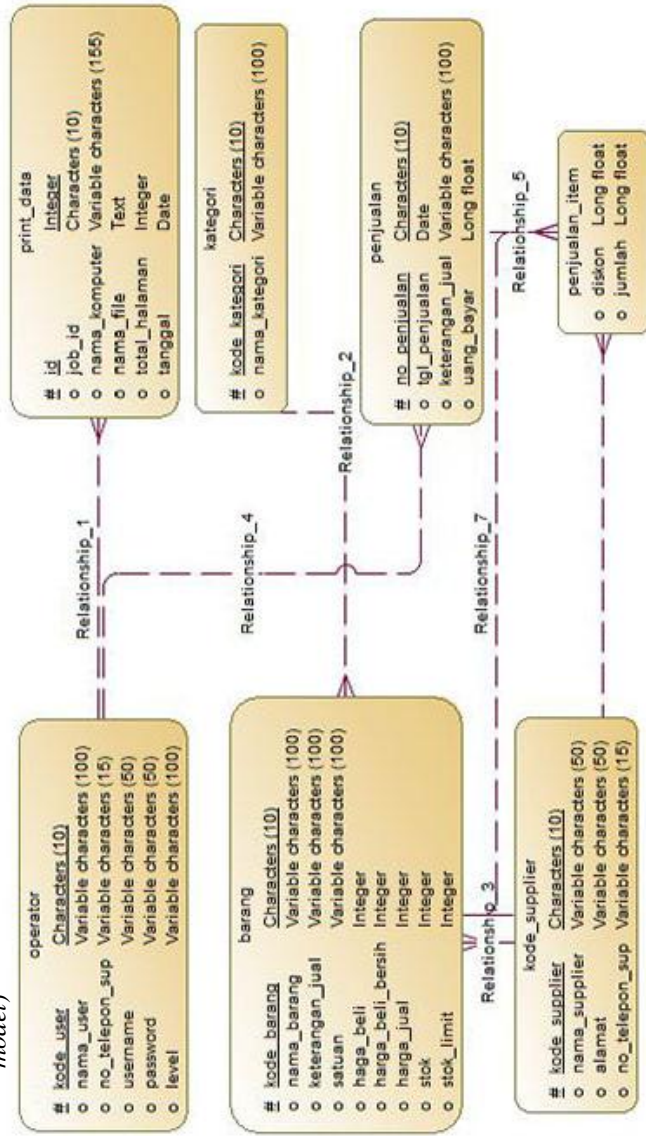 model)
operator
# kode_user Characters (10)
o nama_user Variable characters (100)
o no_telepon_sup Variable characters (15)
o username Variable characters (50)
o password Variable characters (50)
o level Variable characters (100)
Relationship_1
print_data
# id Integer
o job_id Characters (10)
o nama_komputer Variable characters (155)
o nama_file Text
o total_halaman Integer
o tanggal Date
Relationship_4
kategori
# kode_kategori Characters (10)
o nama_kategori Variable characters (100)
Relationship_2
barang
# kode_barang Characters (10)
o nama_barang Variable characters (100)
o keterangan_jual Variable characters (100)
o satuan Variable characters (100)
o haga_beli Integer
o harga_beli_bersih Integer
o harga_jual Integer
o stok Integer
o stok_limit Integer
penjualan
# no_penjualan Characters (10)
o tgl_penjualan Date
o keterangan_jual Variable characters (100)
o uang_bayar Long float
Relationship_3
Relationship_7
Relationship_5
kode_supplier
# kode_supplier Characters (10)
o nama_supplier Variable characters (50)
o alamat Variable characters (50)
o no_telepon_sup Variable characters (15)
penjualan_item
o diskon Long float
o jumlah Long float